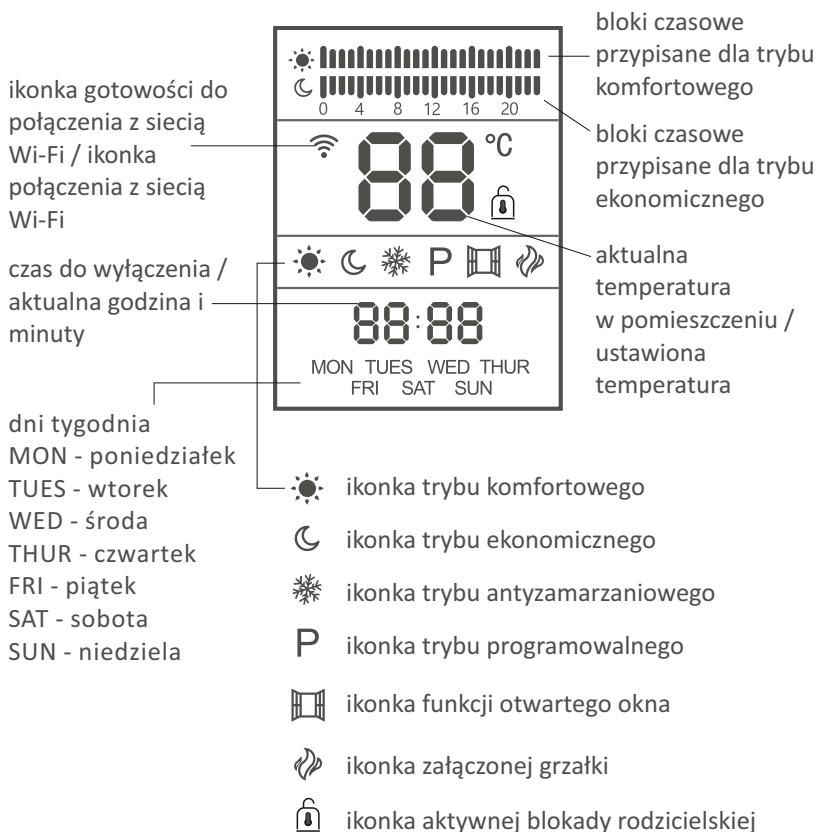 bloki czasowe
przypisane dla trybu
komfortowego
bloki czasowe
przypisane dla trybu
ekonomicznego
0 4 8 12 16 20
ikonka gotowości do
połączenia z siecią
Wi-Fi / ikonka
połączenia z siecią
Wi-Fi
88 °C
aktualna
temperatura
w pomieszczeniu /
ustawiona
temperatura
P
czas do wyłączenia /
aktualna godzina i
minuty
88:88
MON TUES WED THUR
FRI SAT SUN
dni tygodnia
MON - poniedziałek
TUES - wtorek
WED - środa
THUR - czwartek
FRI - piątek
SAT - sobota
SUN - niedziela
ikonka trybu komfortowego
ikonka trybu ekonomicznego
ikonka trybu antyzamarzaniowego
P ikonka trybu programowalnego
ikonka funkcji otwartego okna
ikonka załączonej grzałki
ikonka aktywnej blokady rodzicielskiej